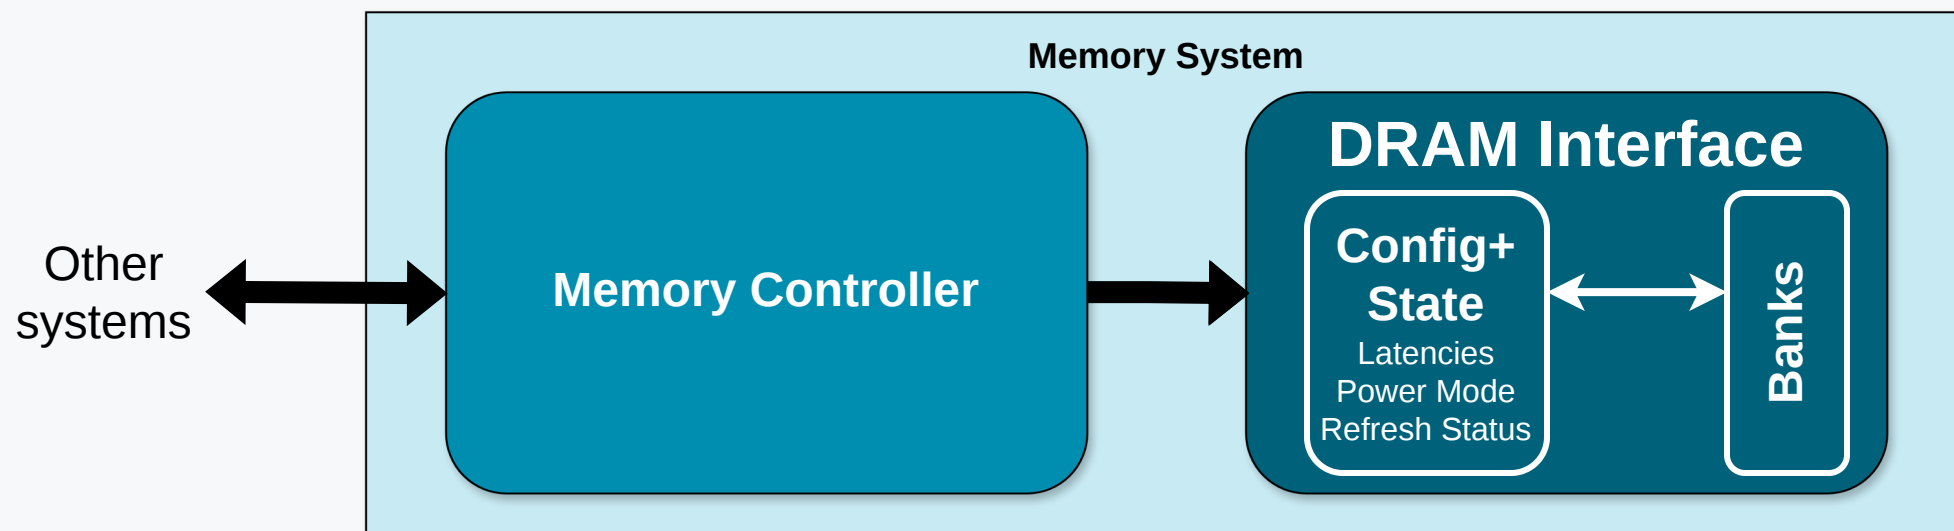 Memory System
Other
systems
Memory Controller
DRAM Interface
Config+
State
Latencies
Power Mode
Refresh Status
Banks